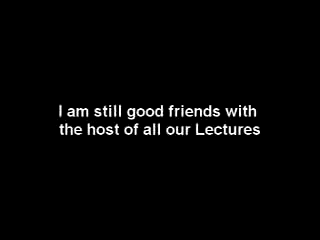 I am still good friends with
the host of all our Lectures